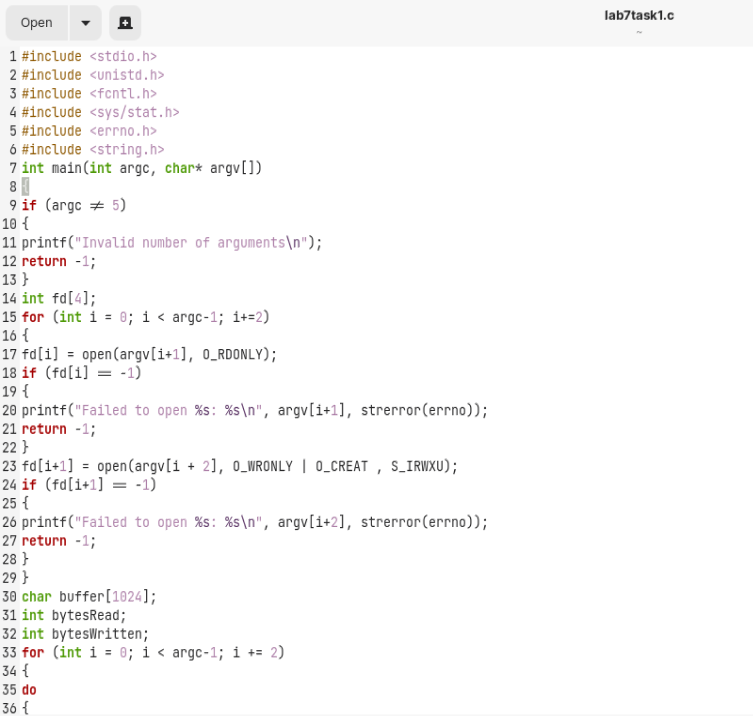 Open
lab7task1.c
~
1 #include <stdio.h>
2 #include <unistd.h>
3 #include <fcntl.h>
4 #include <sys/stat.h>
5 #include <errno.h>
6 #include <string.h>
7 int main(int argc, char* argv[])
8 {
9 if (argc != 5)
10 {
11 printf("Invalid number of arguments\n");
12 return -1;
13 }
14 int fd[4];
15 for (int i = 0; i < argc-1; i+=2)
16 {
17 fd[i] = open(argv[i+1], O_RDONLY);
18 if (fd[i] == -1)
19 {
20 printf("Failed to open %s: %s\n", argv[i+1], strerror(errno));
21 return -1;
22 }
23 fd[i+1] = open(argv[i + 2], O_WRONLY | O_CREAT , S_IRWXU);
24 if (fd[i+1] == -1)
25 {
26 printf("Failed to open %s: %s\n", argv[i+2], strerror(errno));
27 return -1;
28 }
29 }
30 char buffer[1024];
31 int bytesRead;
32 int bytesWritten;
33 for (int i = 0; i < argc-1; i += 2)
34 {
35 do
36 {